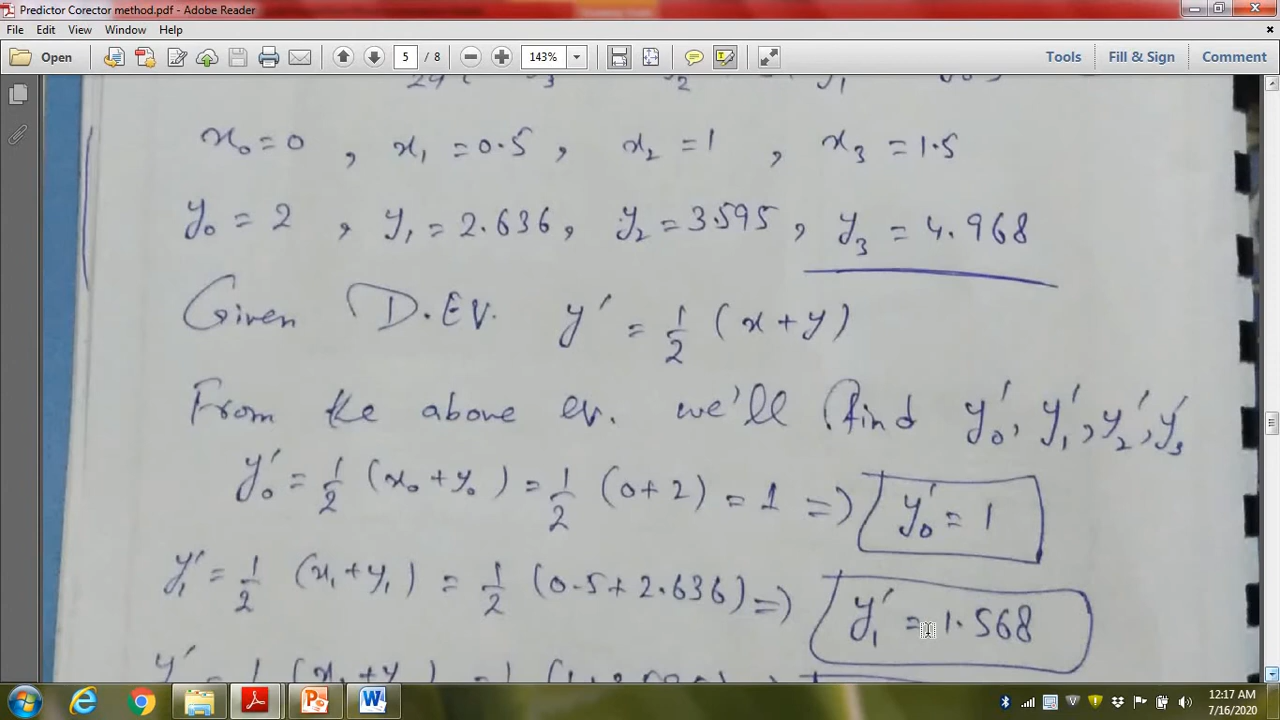 Predictor Corector method.pdf - Adobe Reader
File Edit View Window Help
Open 5 / 8 143% Tools Fill & Sign Comment
x₀ = 0 , x₁ = 0.5 , x₂ = 1 , x₃ = 1.5
y₀ = 2 , y₁ = 2.636 , y₂ = 3.595 , y₃ = 4.968
Given D.EV. y' = 1/2 (x + y)
From the above ev. we'll find y₀', y₁', y₂', y₃'
y₀' = 1/2 (x₀ + y₀) = 1/2 (0 + 2) = 1 => y₀' = 1
y₁' = 1/2 (x₁ + y₁) = 1/2 (0.5 + 2.636) => y₁' = 1.568
12:17 AM
7/16/2020